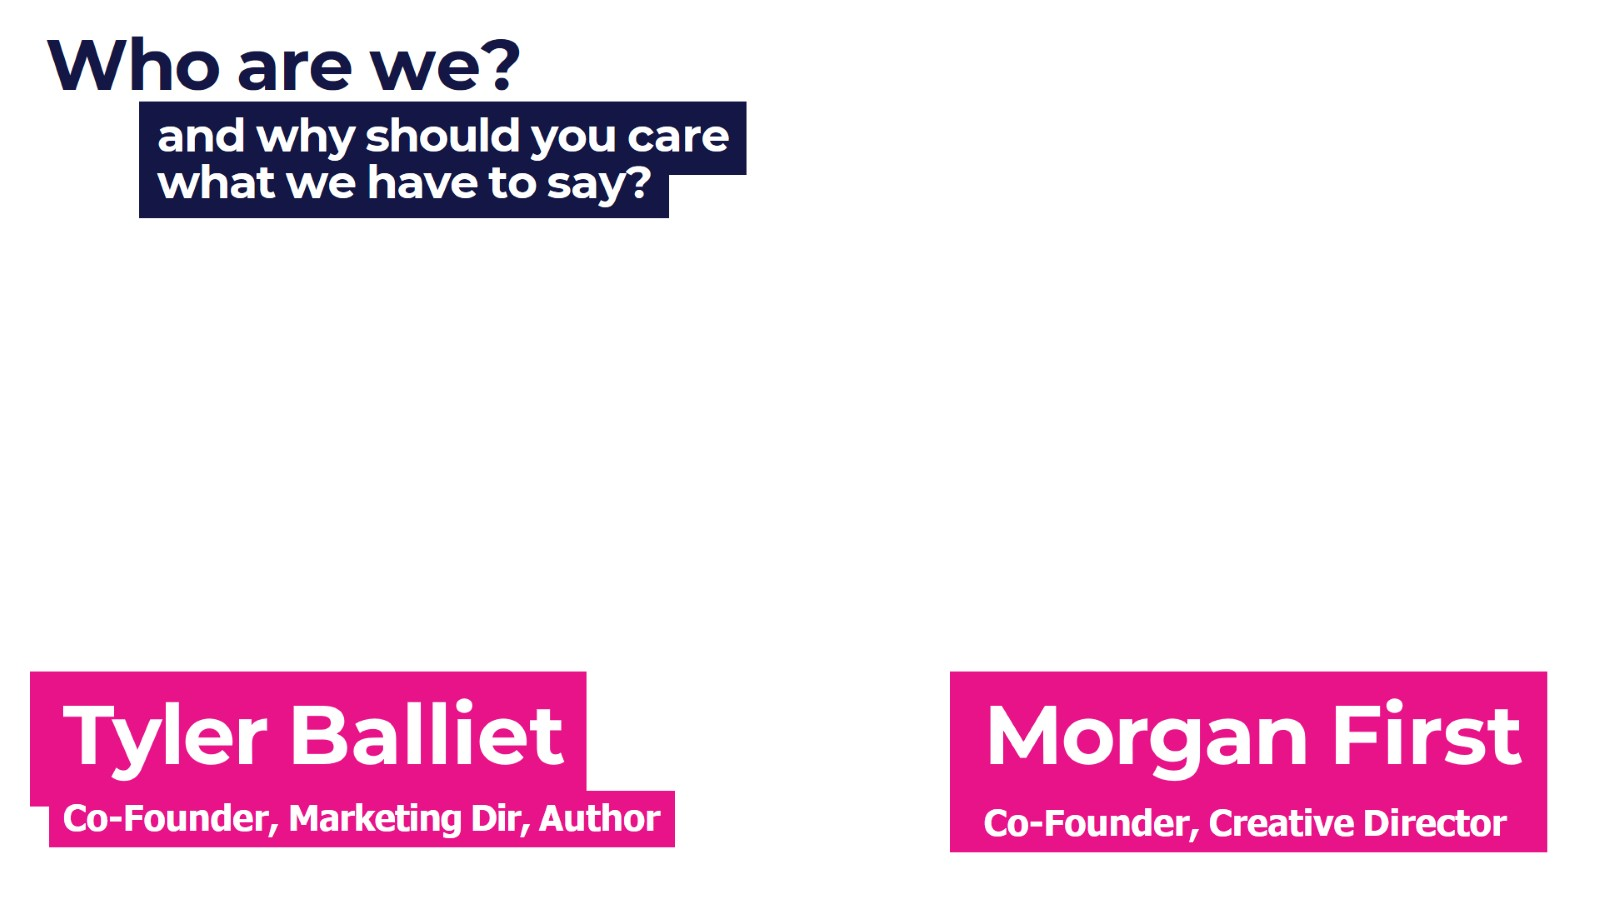 Who are we?
and why should you care
what we have to say?
Tyler Balliet
Co-Founder, Marketing Dir, Author
Morgan First
Co-Founder, Creative Director